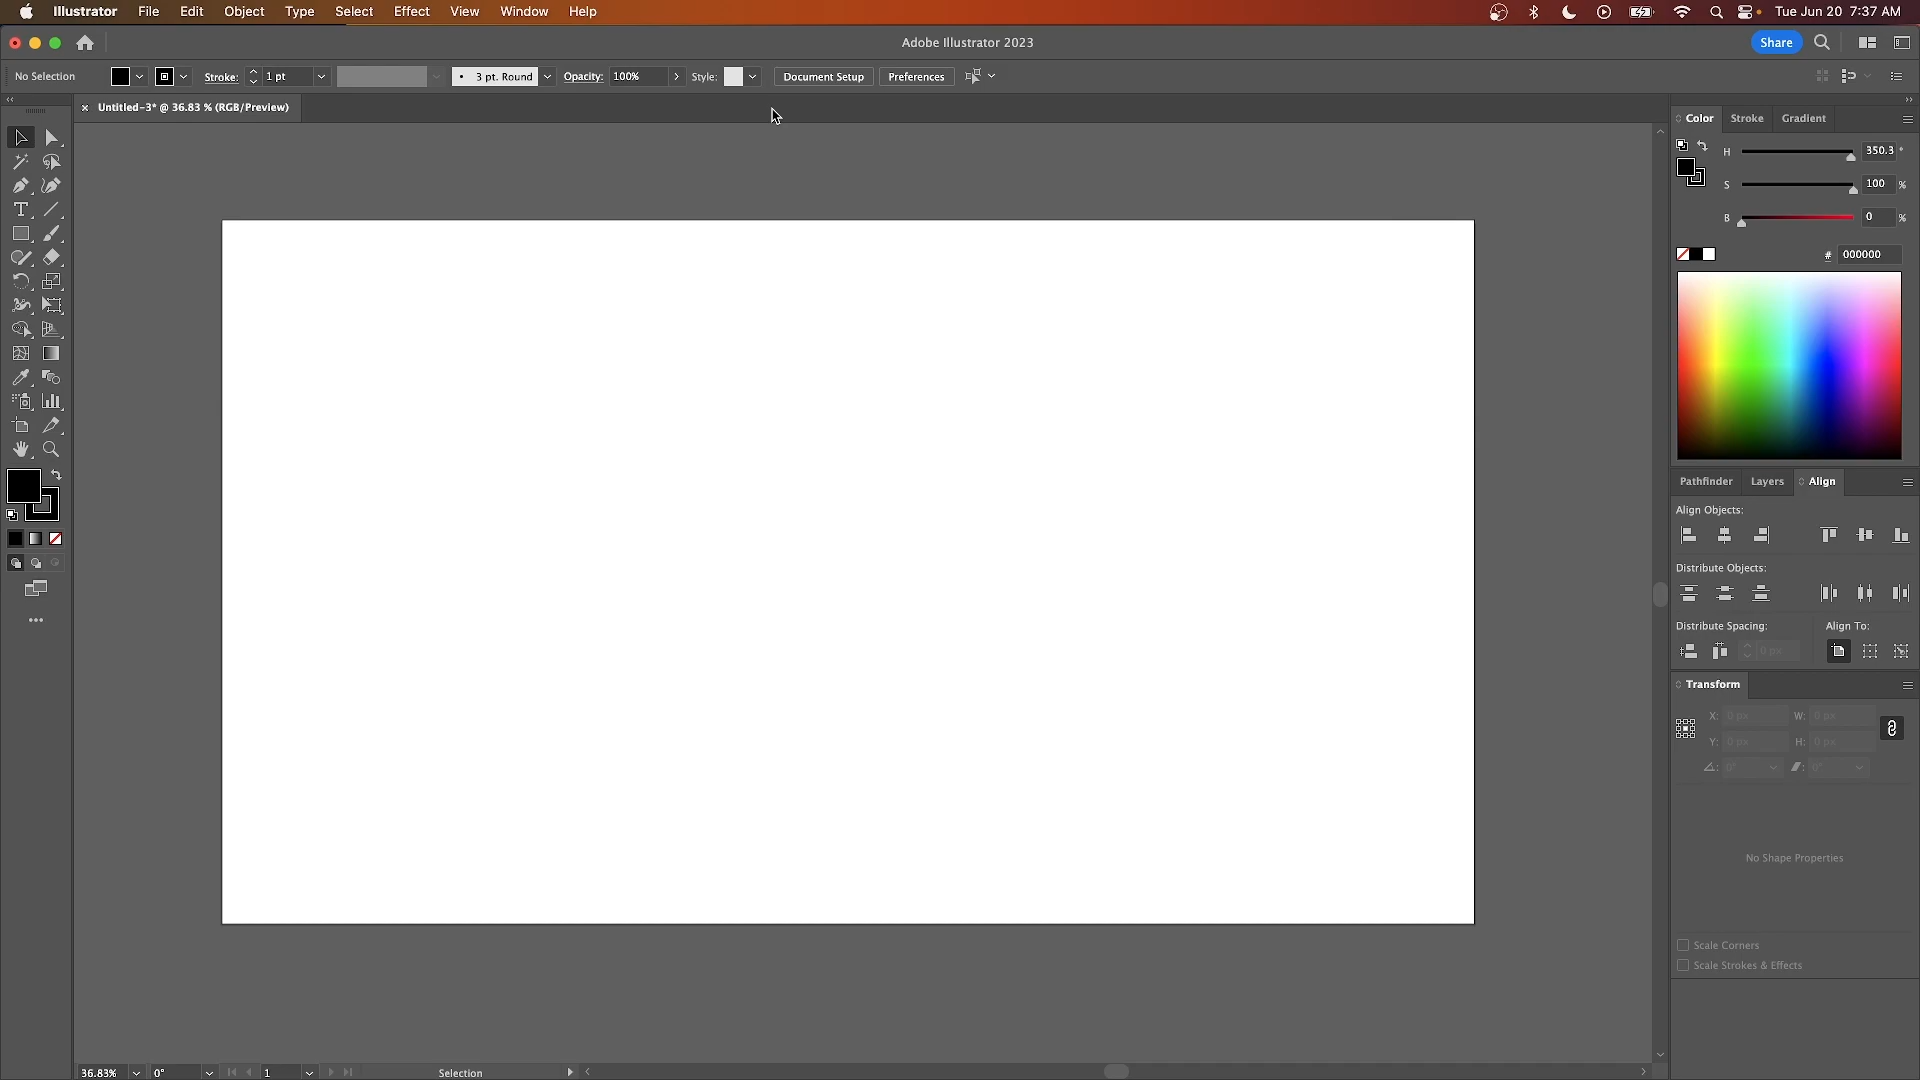 Illustrator File Edit Object Type Select Effect View Window Help Tue Jun 20 7:37 AM
Adobe Illustrator 2023 Share
No Selection Stroke: 1 pt 3 pt. Round Opacity: 100% Style: Document Setup Preferences
Untitled-3* @ 36.83 % (RGB/Preview)
Color Stroke Gradient
H 350.3 °
S 100 %
B 0 %
# 000000
Pathfinder Layers Align
Align Objects:
Distribute Objects:
Distribute Spacing: Align To:
0 px
Transform
X: 0 px W: 0 px
Y: 0 px H: 0 px
0° 0°
No Shape Properties
Scale Corners
Scale Strokes & Effects
36.83% 0° 1 Selection